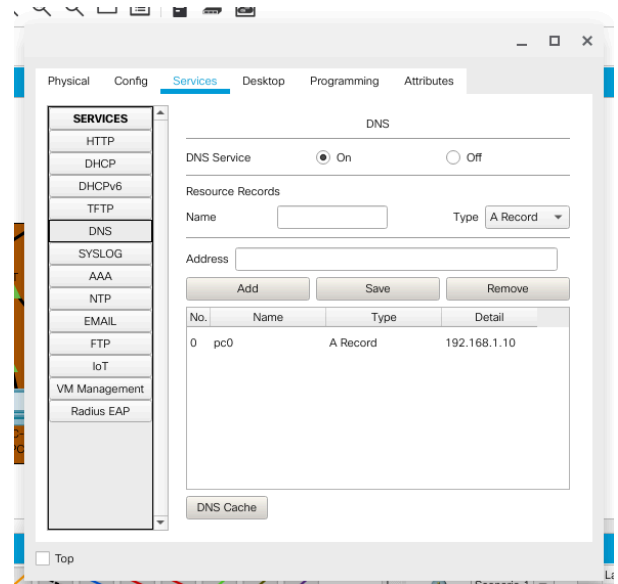 Physical Config Services Desktop Programming Attributes
SERVICES
HTTP
DHCP
DHCPv6
TFTP
DNS
SYSLOG
AAA
NTP
EMAIL
FTP
IoT
VM Management
Radius EAP
DNS
DNS Service On Off
Resource Records
Name Type A Record
Address
Add Save Remove
No. Name Type Detail
0 pc0 A Record 192.168.1.10
DNS Cache
Top